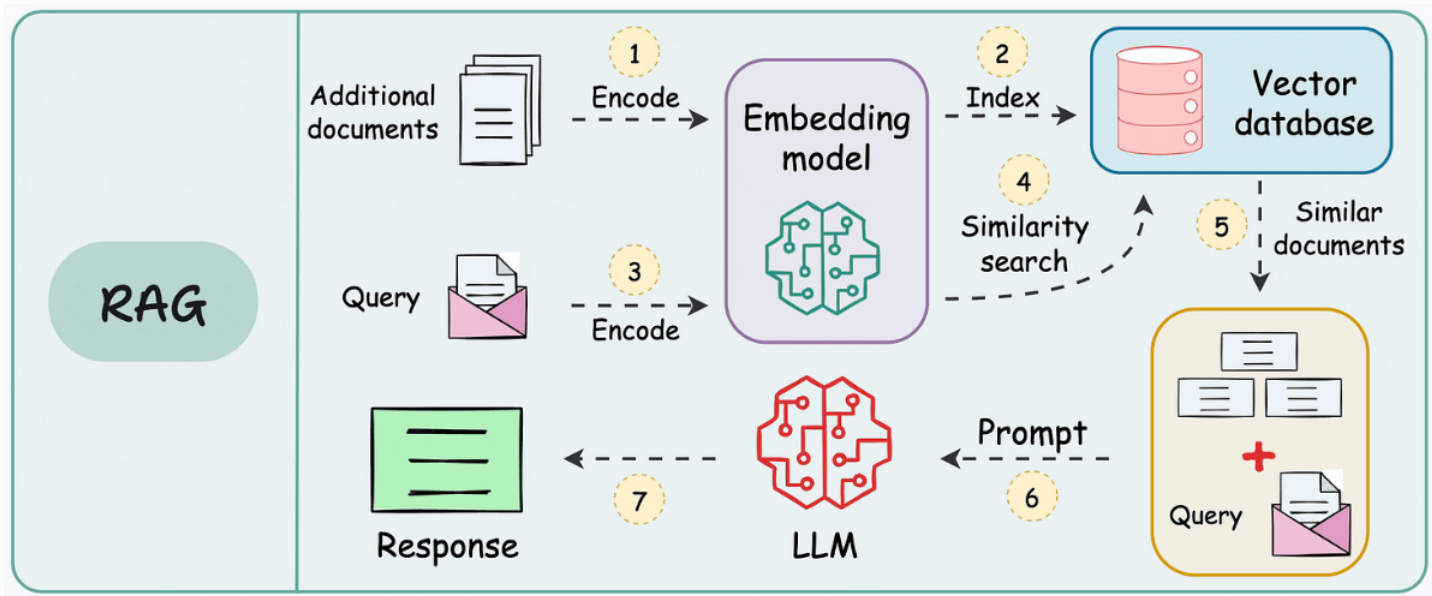 RAG
Additional
documents
1
Encode
Embedding
model
2
Index
Vector
database
Query
3
Encode
4
Similarity
search
5
Similar
documents
Query
Prompt
6
LLM
7
Response